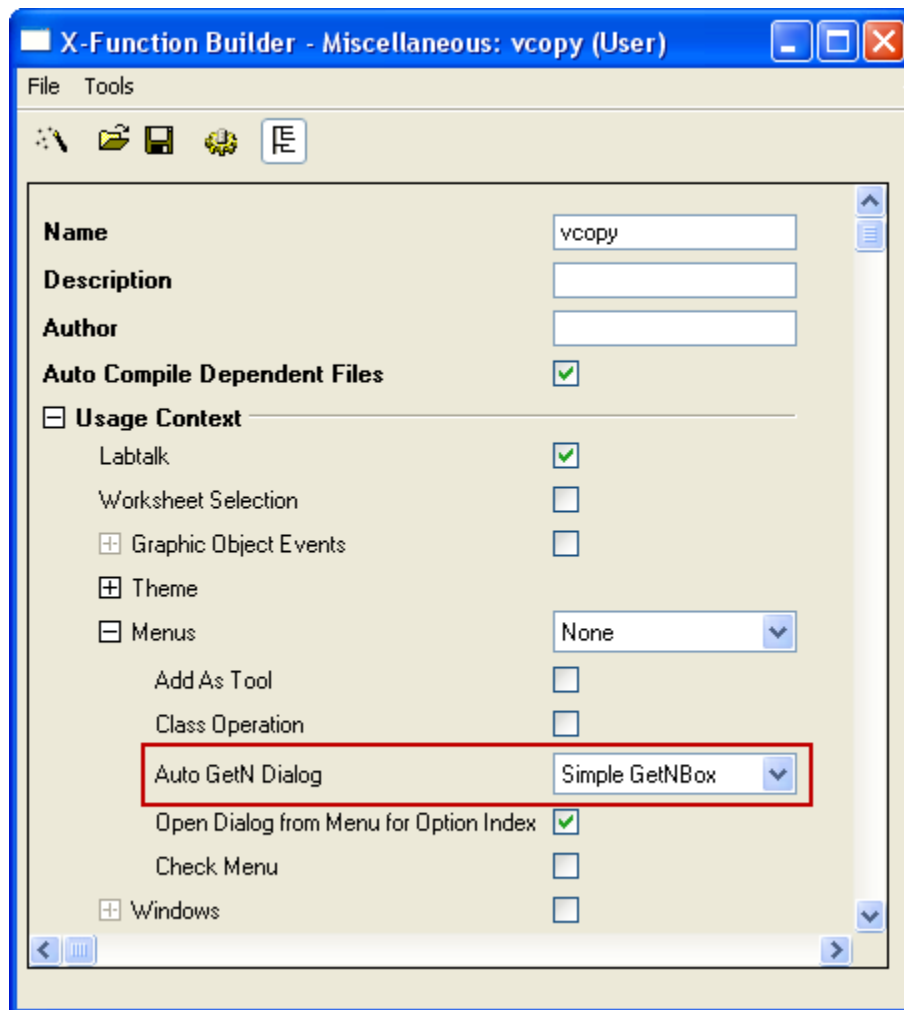 X-Function Builder - Miscellaneous: vcopy (User)
File Tools
Name vcopy
Description
Author
Auto Compile Dependent Files
Usage Context
Labtalk
Worksheet Selection
Graphic Object Events
Theme
Menus None
Add As Tool
Class Operation
Auto GetN Dialog Simple GetNBox
Open Dialog from Menu for Option Index
Check Menu
Windows